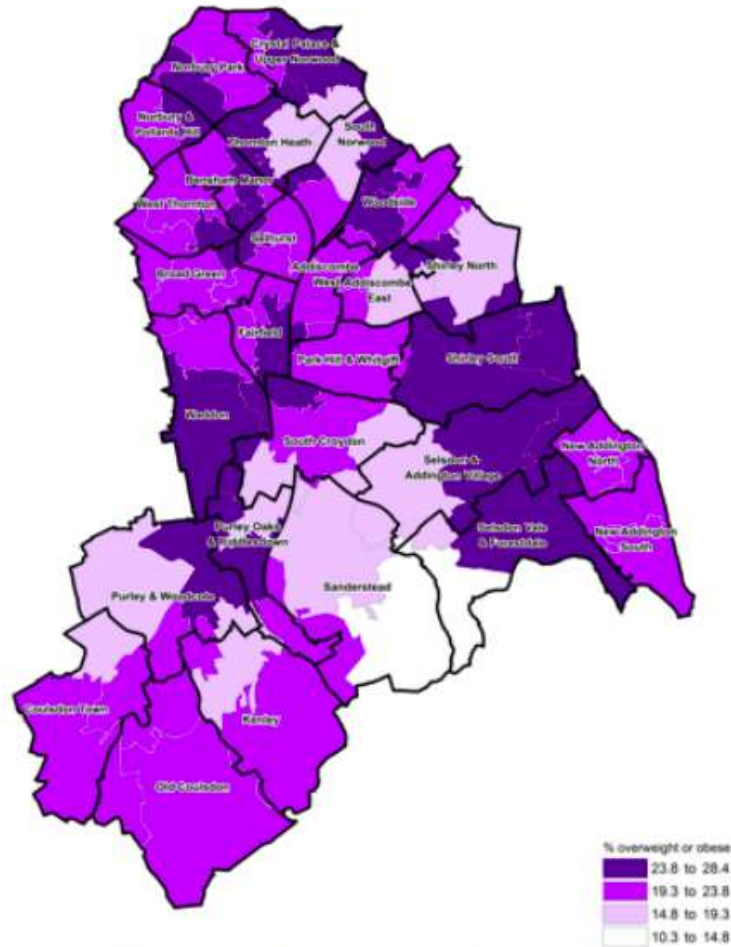 Crystal Palace &
Upper Norwood
Norbury Park
Norbury &
Pollards Hill
Thornton Heath
South
Norwood
Bensham Manor
West Thornton
Woodside
Selhurst
Shirley North
Broad Green
Addiscombe
West
Addiscombe
East
Fairfield
Park Hill & Whitgift
Shirley South
Waddon
South Croydon
Selsdon &
Addington Village
New Addington
North
Purley Oaks
& Riddlesdown
Selsdon Vale
& Forestdale
New Addington
South
Sanderstead
Purley & Woodcote
Coulsdon Town
Kenley
Old Coulsdon
% overweight or obese
23.8 to 28.4
19.3 to 23.8
14.8 to 19.3
10.3 to 14.8